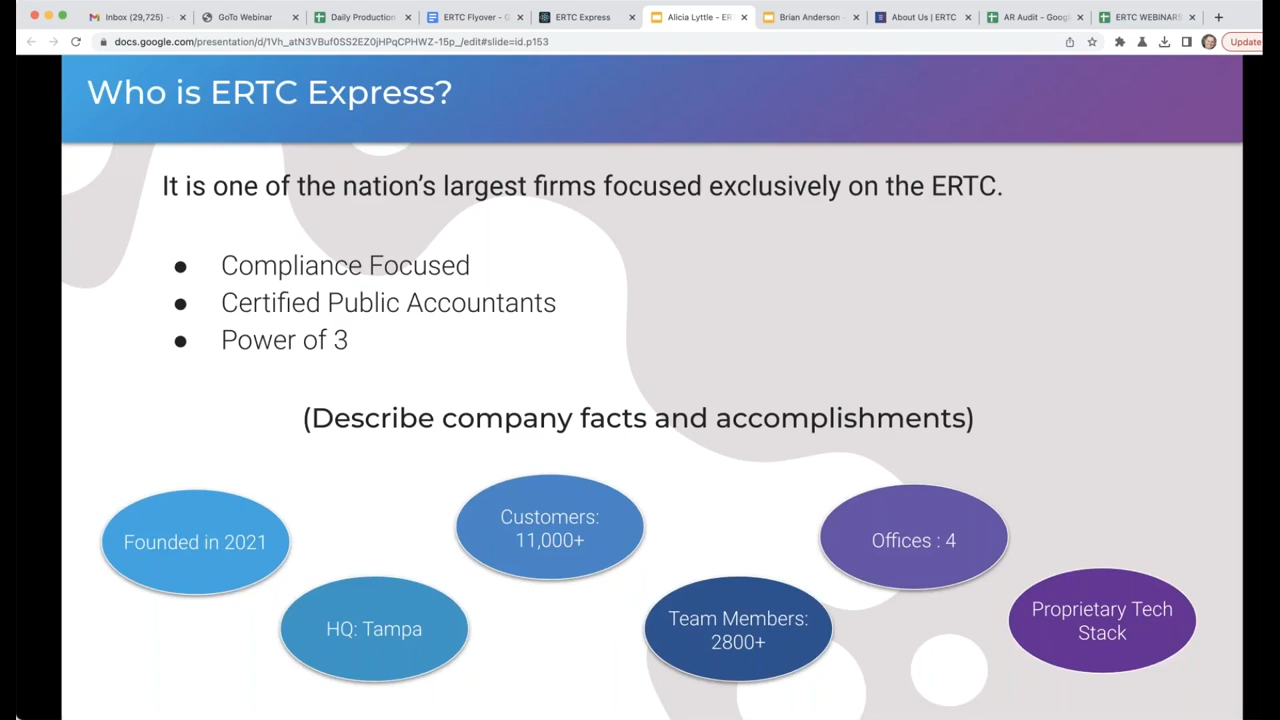 Inbox (29,725) -
GoTo Webinar
Daily Production
ERTC Flyover - G
ERTC Express
Alicia Lyttle - ER
Brian Anderson -
About Us | ERTC
AR Audit - Goog
ERTC WEBINARS
docs.google.com/presentation/d/1Vh_atN3VBuf0SS2EZ0jHPqCPHWZ-15p_/edit#slide=id.p153
Update
Who is ERTC Express?
It is one of the nation's largest firms focused exclusively on the ERTC.
● Compliance Focused
● Certified Public Accountants
● Power of 3
(Describe company facts and accomplishments)
Founded in 2021
HQ: Tampa
Customers:
11,000+
Team Members:
2800+
Offices : 4
Proprietary Tech
Stack